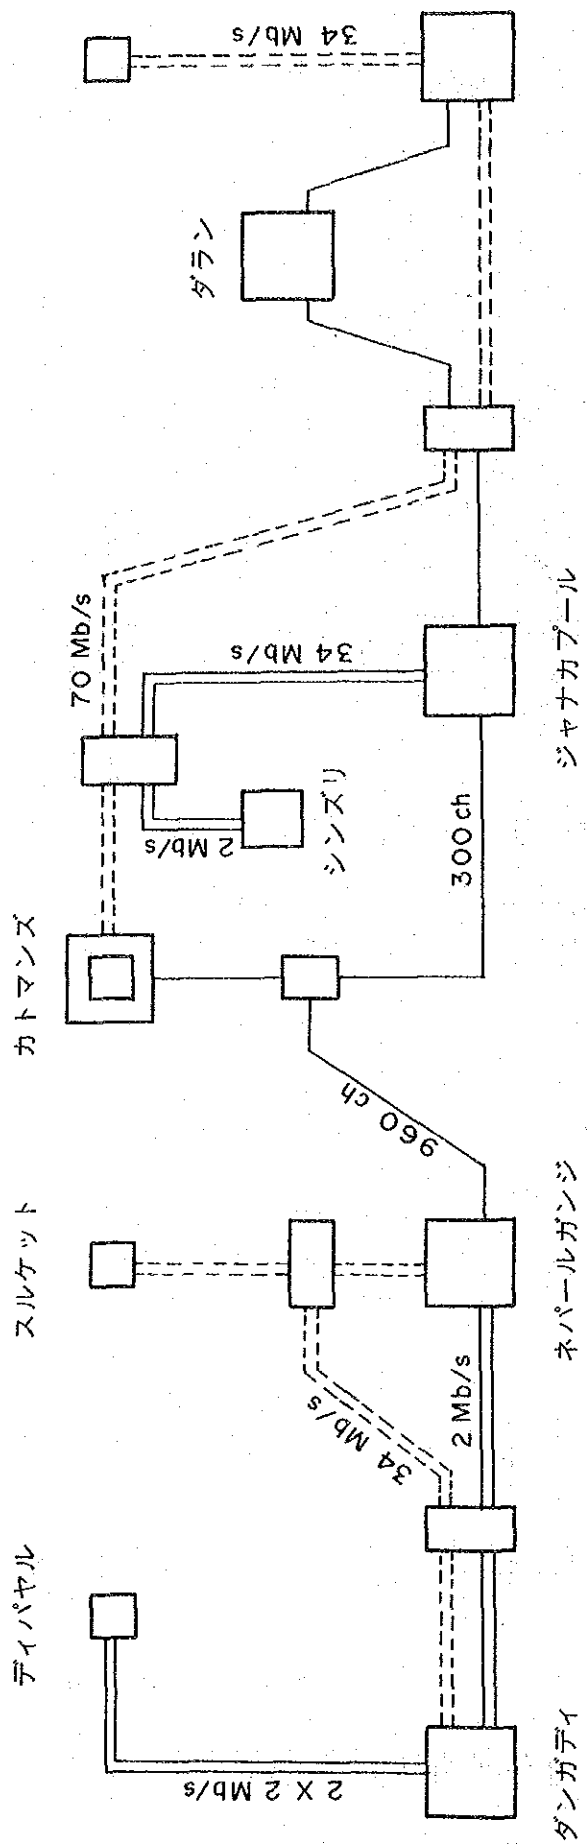 ディパヤル
スルケット
カトマンズ
2 X 2 Mb/s
34 Mb/s
2 Mb/s
960 ch
2 Mb/s
シンズリ
300 ch
34 Mb/s
70 Mb/s
ダラン
34 Mb/s
ダンガディ
ネパールガンジ
ジャナカプール